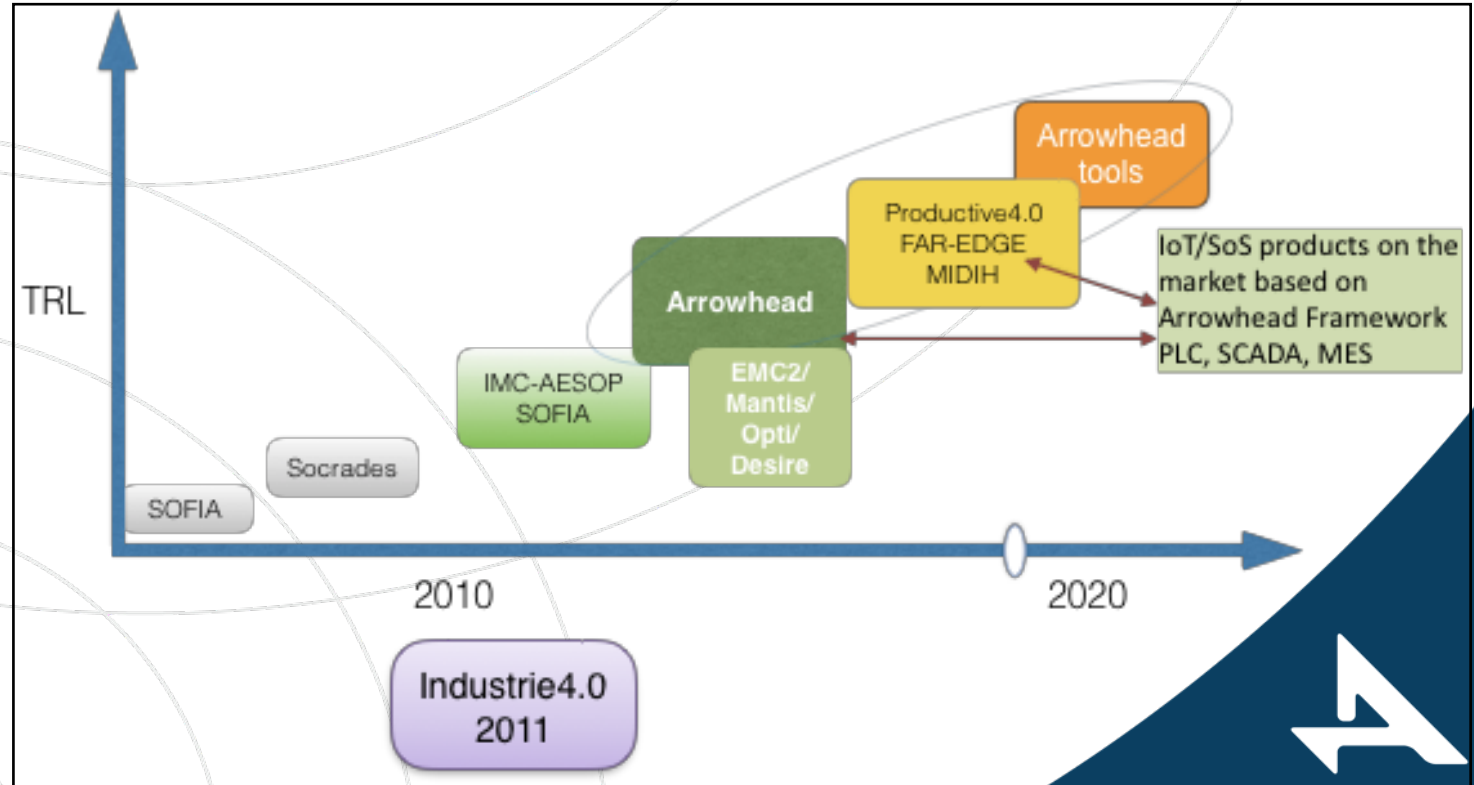 Arrowhead
tools
Productive4.0
FAR-EDGE
MIDIH
IoT/SoS products on the
market based on
Arrowhead Framework
PLC, SCADA, MES
TRL
Arrowhead
IMC-AESOP
SOFIA
EMC2/
Mantis/
Opti/
Desire
Socrades
SOFIA
2010
2020
Industrie4.0
2011